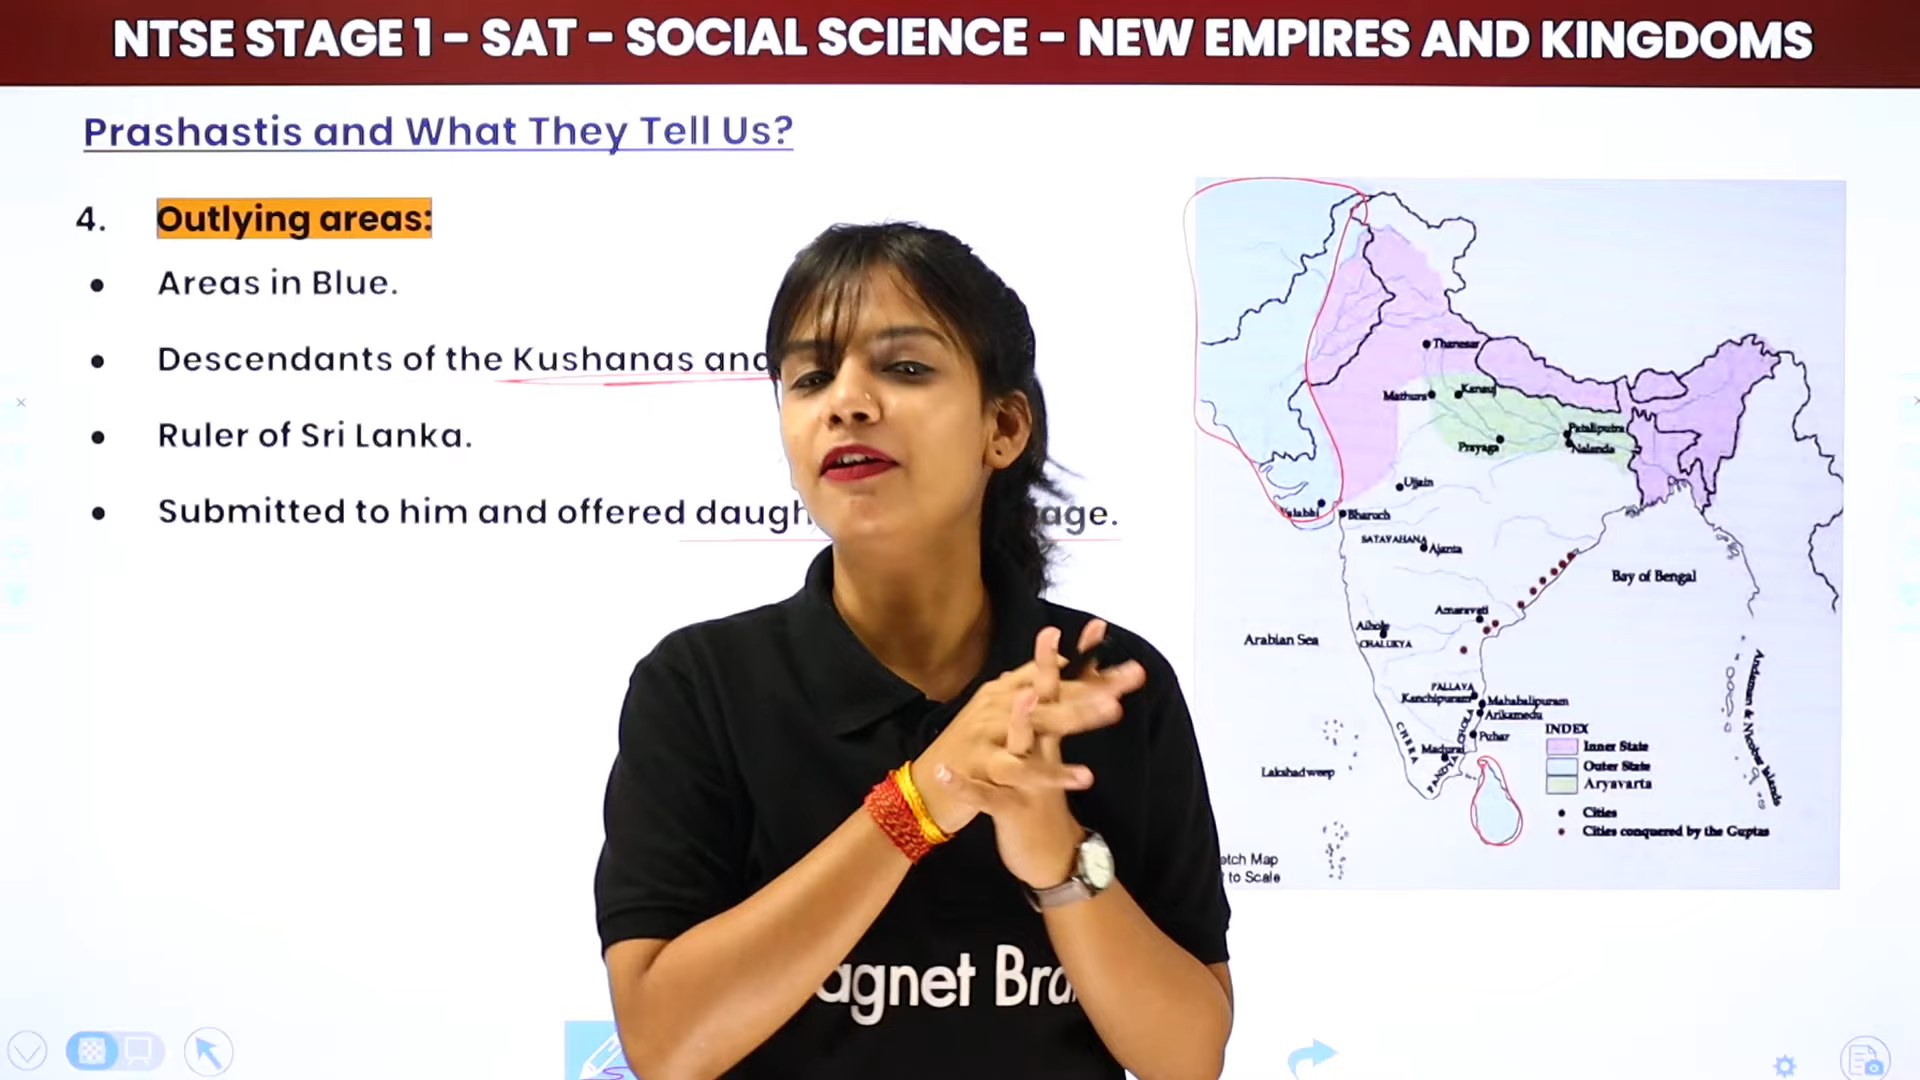 NTSE STAGE 1 – SAT – SOCIAL SCIENCE – NEW EMPIRES AND KINGDOMS
Prashastis and What They Tell Us?
4. Outlying areas:
• Areas in Blue.
• Descendants of the Kushanas and
• Ruler of Sri Lanka.
• Submitted to him and offered daugh age.
Thanesar
Mathura
Kanauj
Prayaga
Pataliputra
Nalanda
Ujjain
Valabhi
Bharuch
SATAVAHANA
Ajanta
Bay of Bengal
Amaravati
Arabian Sea
Aihole
CHALUKYA
PALLAVA
Kanchipuram
Mahabalipuram
Arikamedu
CHOLA
Puhar
CHERA
Madurai
PANDYA
Lakshadweep
Andaman & Nicobar Islands
INDEX
Inner State
Outer State
Aryavarta
Cities
Cities conquered by the Guptas
etch Map
to Scale
agnet Bra